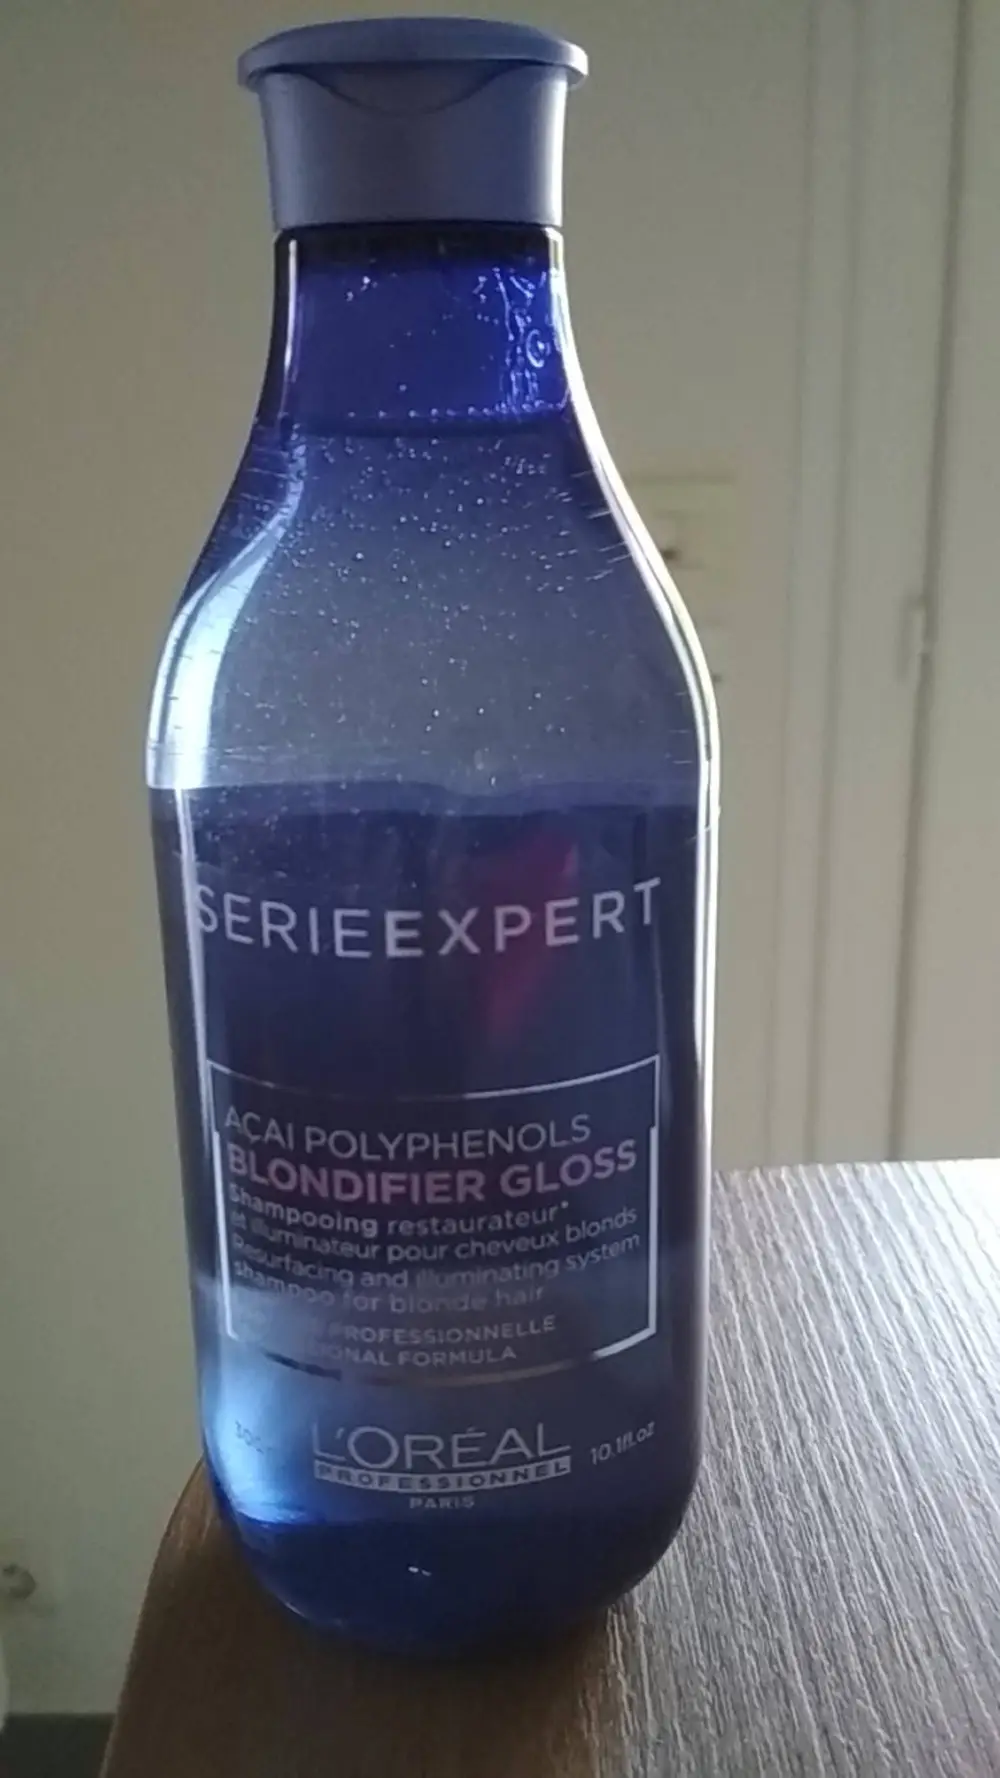 SERIEEXPERT
AÇAI POLYPHENOLS
BLONDIFIER GLOSS
Shampooing restaurateur*
et illuminateur pour cheveux blonds
Resurfacing and illuminating system
shampoo for blonde hair
PROFESSIONNELLE
FORMULA
L'ORÉAL
10.1fl.oz
PROFESSIONNEL
PARIS